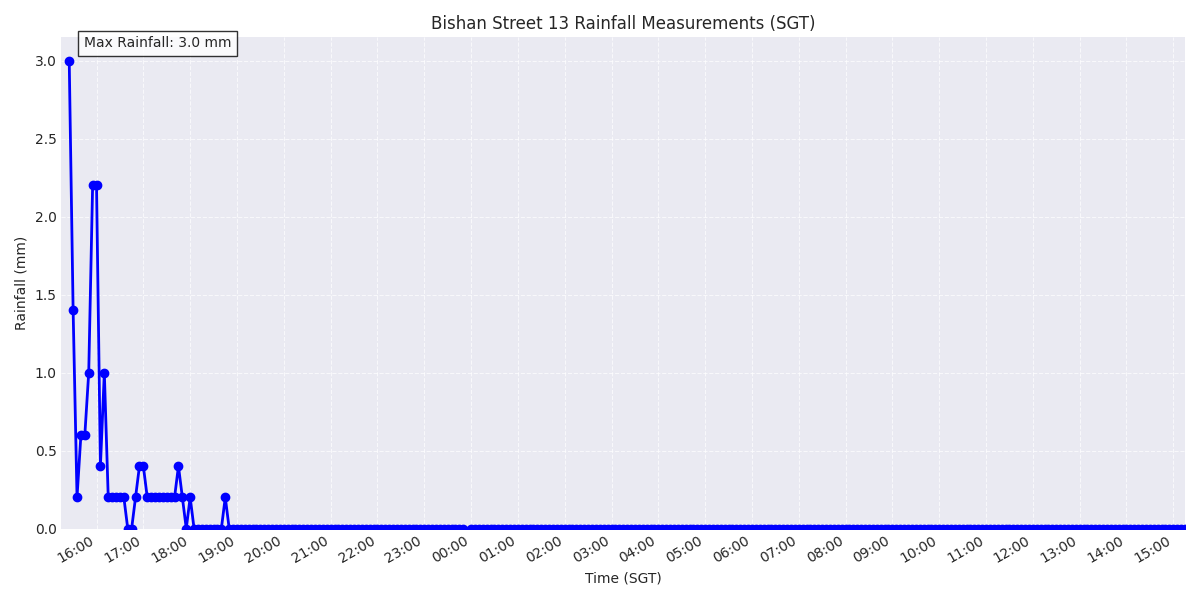 Bishan Street 13 Rainfall Measurements (SGT)
Max Rainfall: 3.0 mm
3.0
2.5
2.0
1.5
1.0
0.5
0.0
Rainfall (mm)
16:00 17:00 18:00 19:00 20:00 21:00 22:00 23:00 00:00 01:00 02:00 03:00 04:00 05:00 06:00 07:00 08:00 09:00 10:00 11:00 12:00 13:00 14:00 15:00
Time (SGT)